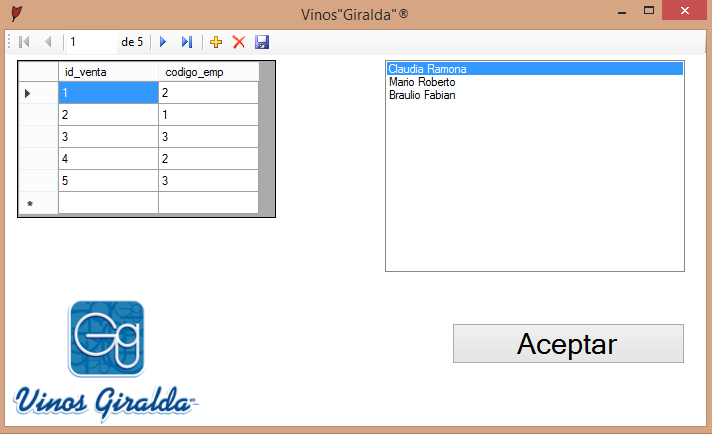 Vinos"Giralda"®
1 de 5
id_venta codigo_emp
1 2
2 1
3 3
4 2
5 3
*
Claudia Ramona
Mario Roberto
Braulio Fabian
Aceptar
Gg
Vinos Giralda